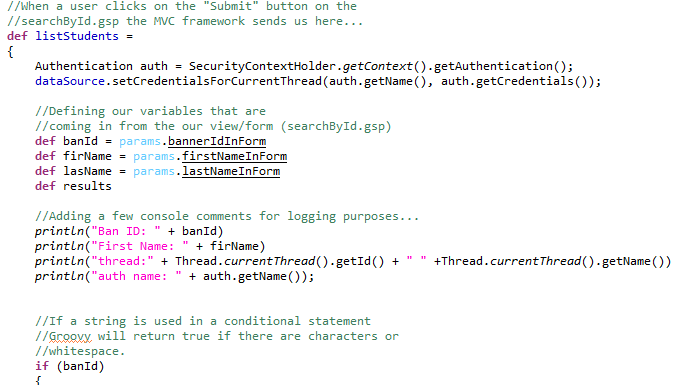 //When a user clicks on the "Submit" button on the
//searchById.gsp the MVC framework sends us here...
def listStudents =
{
    Authentication auth = SecurityContextHolder.getContext().getAuthentication();
    dataSource.setCredentialsForCurrentThread(auth.getName(), auth.getCredentials());

    //Defining our variables that are
    //coming in from the our view/form (searchById.gsp)
    def banId = params.bannerIdInForm
    def firName = params.firstNameInForm
    def lasName = params.lastNameInForm
    def results

    //Adding a few console comments for logging purposes...
    println("Ban ID: " + banId)
    println("First Name: " + firName)
    println("thread:" + Thread.currentThread().getId() + " " +Thread.currentThread().getName())
    println("auth name: " + auth.getName());

    //If a string is used in a conditional statement
    //Groovy will return true if there are characters or
    //whitespace.
    if (banId)
    {